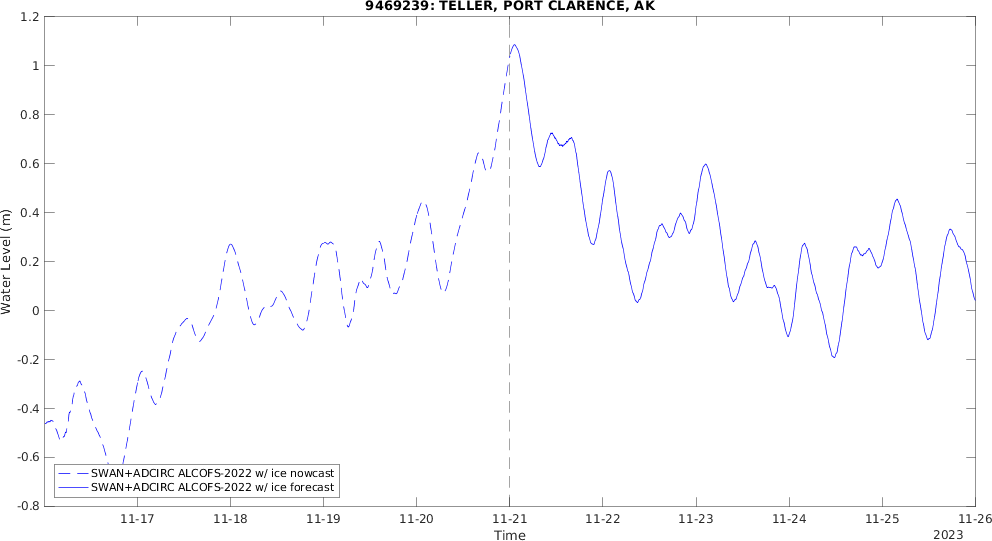 9469239: TELLER, PORT CLARENCE, AK
1.2
1
0.8
0.6
0.4
0.2
0
-0.2
-0.4
-0.6
-0.8
Water Level (m)
SWAN+ADCIRC ALCOFS-2022 w/ ice nowcast
SWAN+ADCIRC ALCOFS-2022 w/ ice forecast
11-17 11-18 11-19 11-20 11-21 11-22 11-23 11-24 11-25 11-26
Time
2023